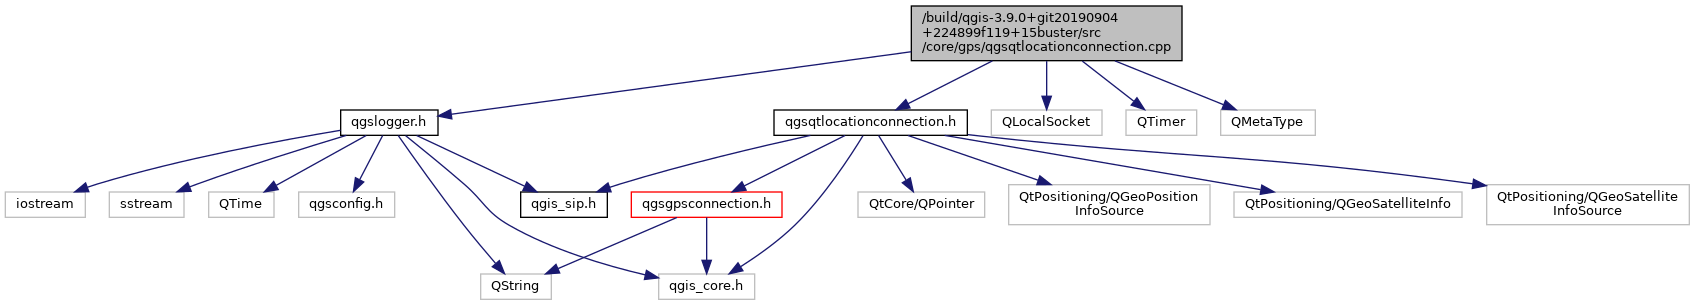 /build/qgis-3.9.0+git20190904
+224899f119+15buster/src
/core/gps/qgsqtlocationconnection.cpp
qgslogger.h
qgsqtlocationconnection.h
QLocalSocket
QTimer
QMetaType
iostream
sstream
QTime
qgsconfig.h
qgis_sip.h
qgsgpsconnection.h
QtCore/QPointer
QtPositioning/QGeoPosition
InfoSource
QtPositioning/QGeoSatelliteInfo
QtPositioning/QGeoSatellite
InfoSource
QString
qgis_core.h